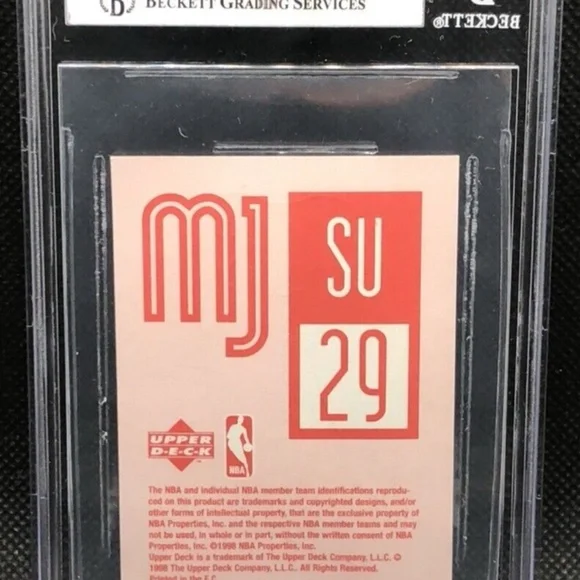 BECKETT GRADING SERVICES
BECKETT®
MJ
SU
29
UPPER
D·E·C·K
NBA
The NBA and individual NBA member team identifications reprodu-
ced on this product are trademarks and copyrighted designs, and/or
other forms of intellectual property, that are the exclusive property of
NBA Properties, Inc. and the respective NBA member teams and may
not be used, in whole or in part, without the written consent of NBA
Properties, Inc. ©1998 NBA Properties, Inc.
Upper Deck is a trademark of The Upper Deck Company, L.L.C. ©
1998 The Upper Deck Company, L.L.C. All Rights Reserved.
Printed in the E.C.